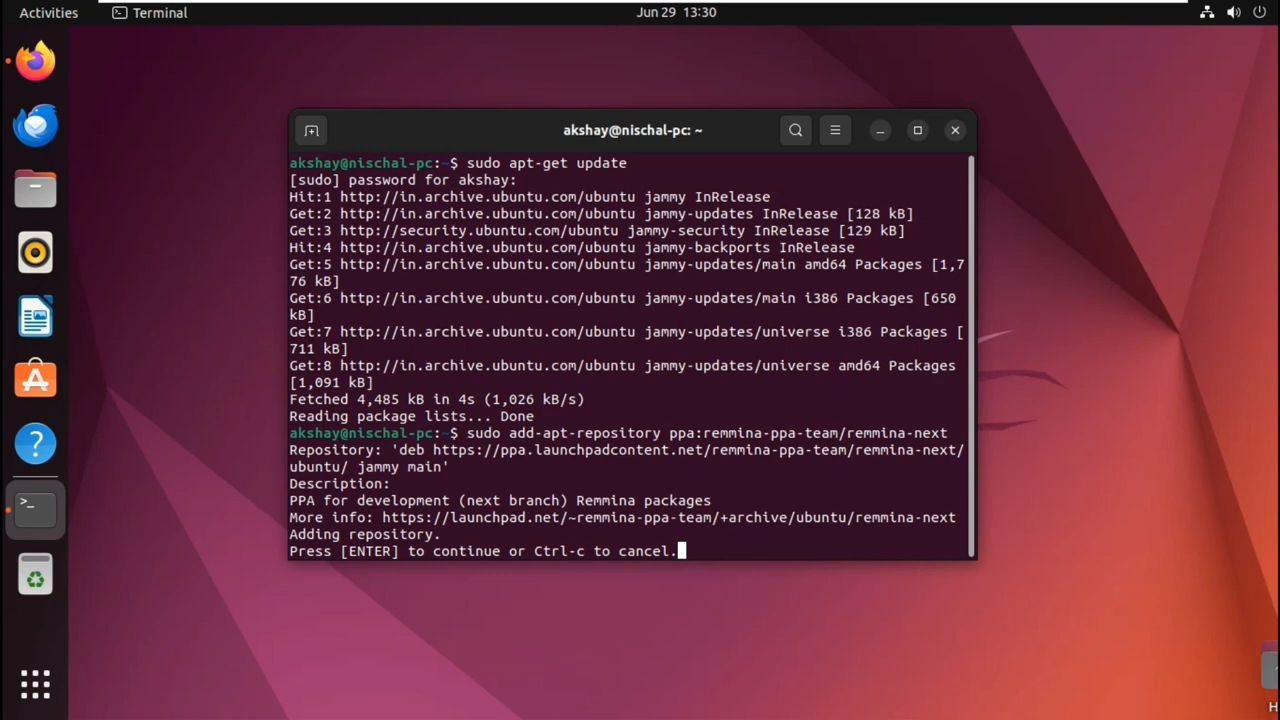 Activities
Terminal
Jun 29 13:30
akshay@nischal-pc: ~
akshay@nischal-pc:~$ sudo apt-get update
[sudo] password for akshay:
Hit:1 http://in.archive.ubuntu.com/ubuntu jammy InRelease
Get:2 http://in.archive.ubuntu.com/ubuntu jammy-updates InRelease [128 kB]
Get:3 http://security.ubuntu.com/ubuntu jammy-security InRelease [129 kB]
Hit:4 http://in.archive.ubuntu.com/ubuntu jammy-backports InRelease
Get:5 http://in.archive.ubuntu.com/ubuntu jammy-updates/main amd64 Packages [1,7
76 kB]
Get:6 http://in.archive.ubuntu.com/ubuntu jammy-updates/main i386 Packages [650
kB]
Get:7 http://in.archive.ubuntu.com/ubuntu jammy-updates/universe i386 Packages [
711 kB]
Get:8 http://in.archive.ubuntu.com/ubuntu jammy-updates/universe amd64 Packages
[1,091 kB]
Fetched 4,485 kB in 4s (1,026 kB/s)
Reading package lists... Done
akshay@nischal-pc:~$ sudo add-apt-repository ppa:remmina-ppa-team/remmina-next
Repository: 'deb https://ppa.launchpadcontent.net/remmina-ppa-team/remmina-next/
ubuntu/ jammy main'
Description:
PPA for development (next branch) Remmina packages
More info: https://launchpad.net/~remmina-ppa-team/+archive/ubuntu/remmina-next
Adding repository.
Press [ENTER] to continue or Ctrl-c to cancel.
H